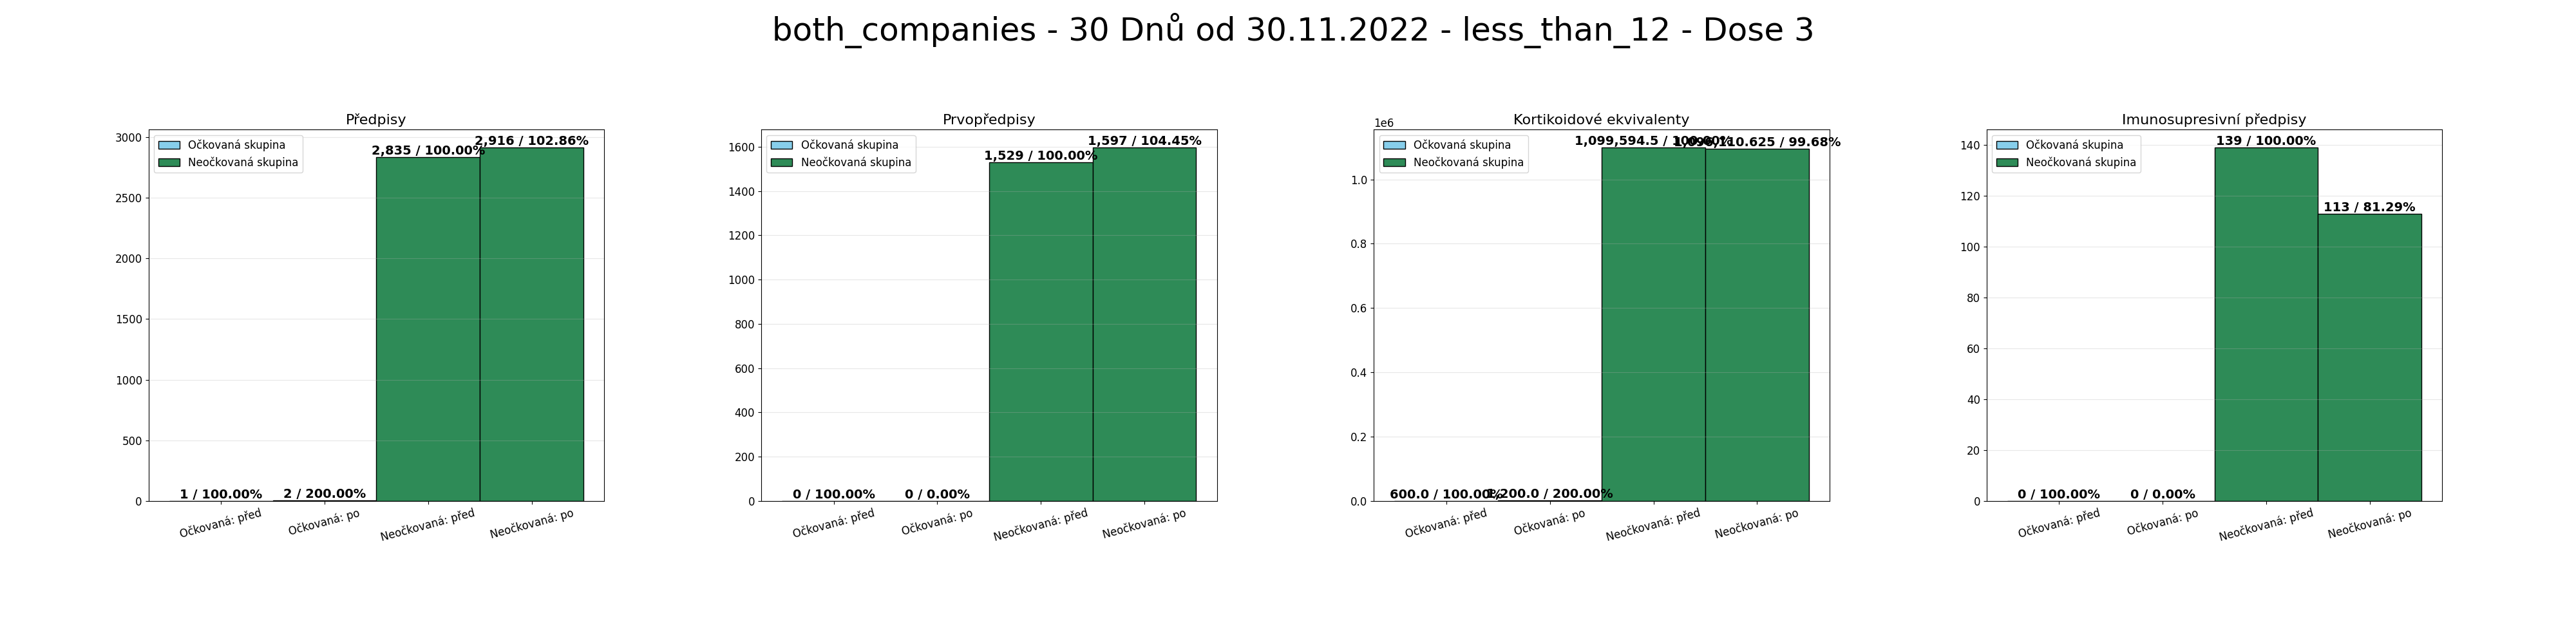 both_companies - 30 Dnů od 30.11.2022 - less_than_12 - Dose 3
Předpisy
Očkovaná skupina
Neočkovaná skupina
3000
2500
2000
1500
1000
500
0
1 / 100.00%
2 / 200.00%
2,835 / 100.00%
2,916 / 102.86%
Očkovaná: před
Očkovaná: po
Neočkovaná: před
Neočkovaná: po
Prvopředpisy
Očkovaná skupina
Neočkovaná skupina
1600
1400
1200
1000
800
600
400
200
0
0 / 100.00%
0 / 0.00%
1,529 / 100.00%
1,597 / 104.45%
Očkovaná: před
Očkovaná: po
Neočkovaná: před
Neočkovaná: po
Kortikoidové ekvivalenty
1e6
Očkovaná skupina
Neočkovaná skupina
1.0
0.8
0.6
0.4
0.2
0.0
600.0 / 100.00%
1,200.0 / 200.00%
1,099,594.5 / 100.00%
/ 99.68%
Očkovaná: před
Očkovaná: po
Neočkovaná: před
Neočkovaná: po
Imunosupresivní předpisy
Očkovaná skupina
Neočkovaná skupina
140
120
100
80
60
40
20
0
0 / 100.00%
0 / 0.00%
139 / 100.00%
113 / 81.29%
Očkovaná: před
Očkovaná: po
Neočkovaná: před
Neočkovaná: po